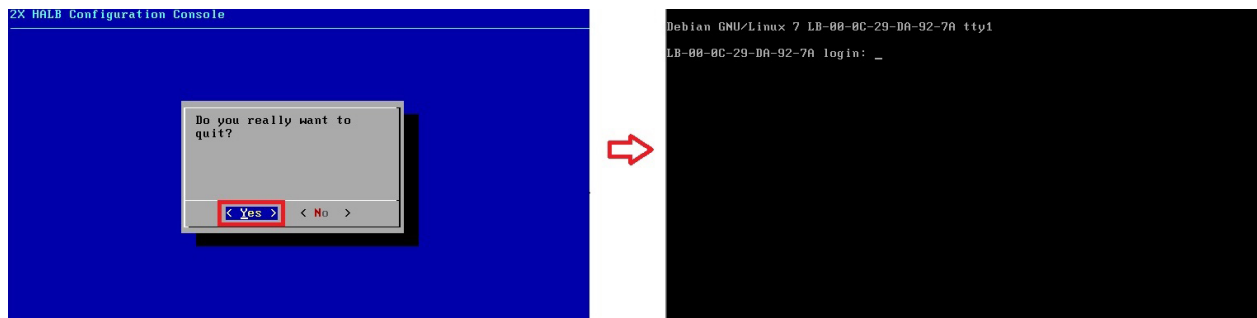 2X HALB Configuration Console
Do you really want to
quit?
< Yes >
< No >
Debian GNU/Linux 7 LB-00-0C-29-DA-92-7A tty1
LB-00-0C-29-DA-92-7A login: _